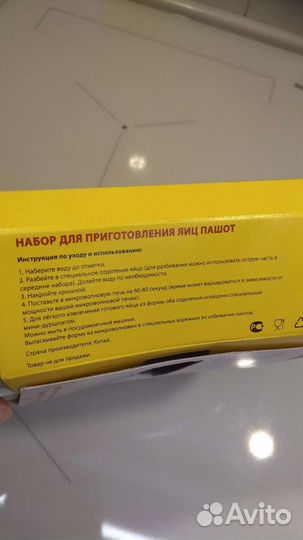 НАБОР ДЛЯ ПРИГОТОВЛЕНИЯ ЯИЦ ПАШОТ
Инструкция по уходу и использованию:
1. Наберите воду до отметки.
2. Разбейте в специальное отделение яйцо (для разбивания можно использовать острую часть в
середине набора). Долейте воду по необходимости.
3. Накройте крышкой.
4. Поставьте в микроволновую печь на 60-80 секунд (время может варьироваться в зависимости от
мощности вашей микроволновой печи).
5. Для лёгкого извлечения готового яйца из формы оба отделения оснащены специальным
мини-дуршлагом.
Можно мыть в посудомоечной машине.
Вытаскивайте форму из микроволновки в специальных варежках во избежание ожогов.
Страна производителя: Китай.
Товар не для продажи.
Avito